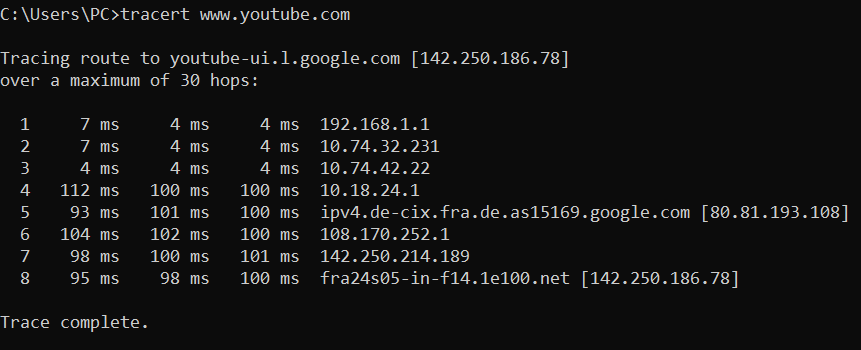 C:\Users\PC>tracert www.youtube.com
Tracing route to youtube-ui.l.google.com [142.250.186.78]
over a maximum of 30 hops:
1 7 ms 4 ms 4 ms 192.168.1.1
2 7 ms 4 ms 4 ms 10.74.32.231
3 4 ms 4 ms 4 ms 10.74.42.22
4 112 ms 100 ms 100 ms 10.18.24.1
5 93 ms 101 ms 100 ms ipv4.de-cix.fra.de.as15169.google.com [80.81.193.108]
6 104 ms 102 ms 100 ms 108.170.252.1
7 98 ms 100 ms 101 ms 142.250.214.189
8 95 ms 98 ms 100 ms fra24s05-in-f14.1e100.net [142.250.186.78]
Trace complete.